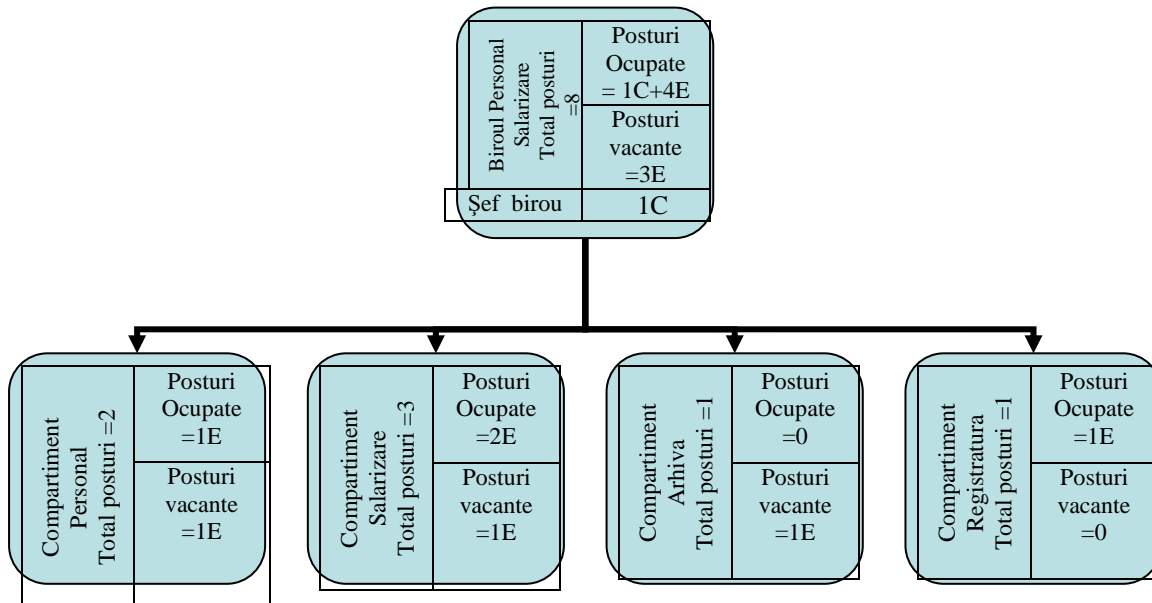 Biroul Personal
Salarizare
Total posturi
=8
Posturi
Ocupate
= 1C+4E
Posturi
vacante
=3E
Şef birou
1C
Compartiment
Personal
Total posturi =2
Posturi
Ocupate
=1E
Posturi
vacante
=1E
Compartiment
Salarizare
Total posturi =3
Posturi
Ocupate
=2E
Posturi
vacante
=1E
Compartiment
Arhiva
Total posturi =1
Posturi
Ocupate
=0
Posturi
vacante
=1E
Compartiment
Registratura
Total posturi =1
Posturi
Ocupate
=1E
Posturi
vacante
=0